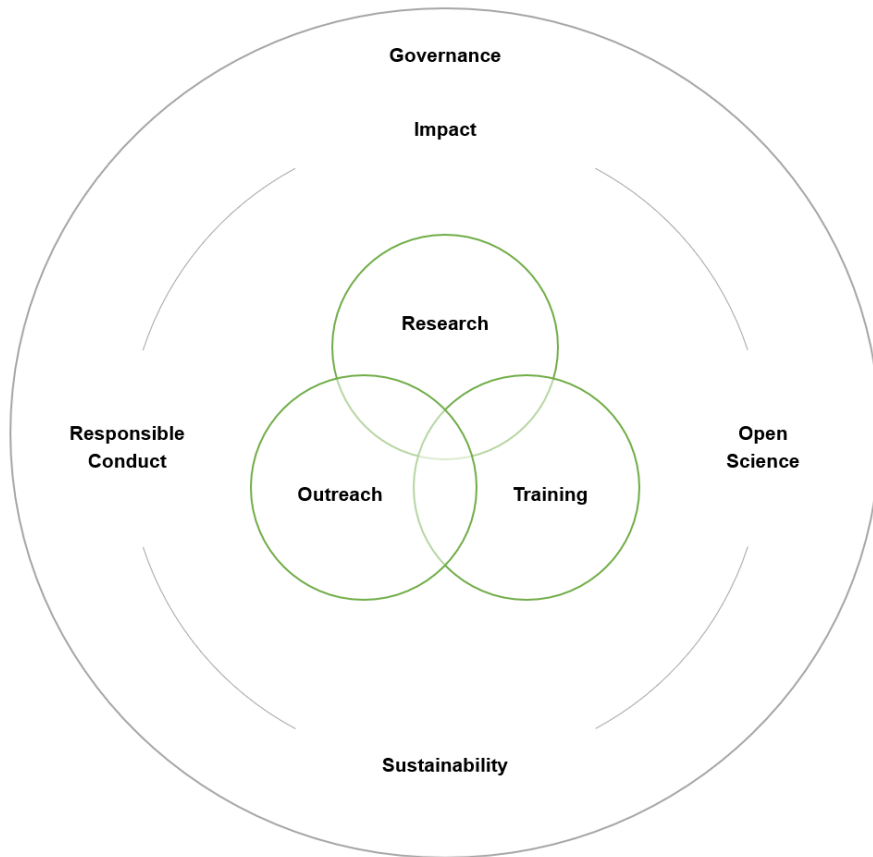 Governance
Impact
Research
Responsible
Conduct
Open
Science
Outreach
Training
Sustainability